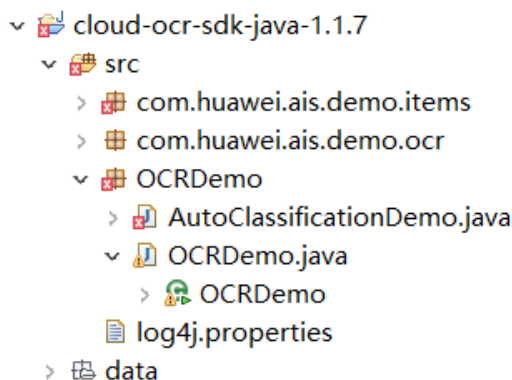 cloud-ocr-sdk-java-1.1.7
src
com.huawei.ais.demo.items
com.huawei.ais.demo.ocr
OCRDemo
AutoClassificationDemo.java
OCRDemo.java
OCRDemo
log4j.properties
data